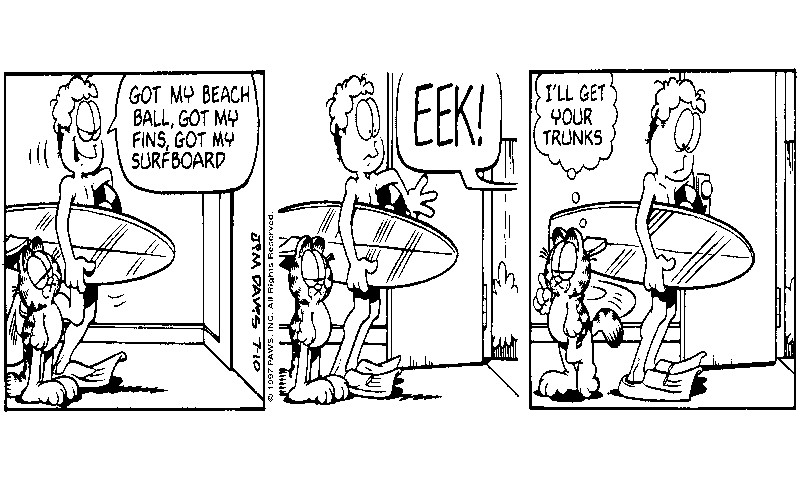 GOT MY BEACH
BALL, GOT MY
FINS, GOT MY
SURFBOARD
JIM DAVIS 7-10
© 1997 PAWS, INC. All Rights Reserved.
EEK!
I'LL GET
YOUR
TRUNKS